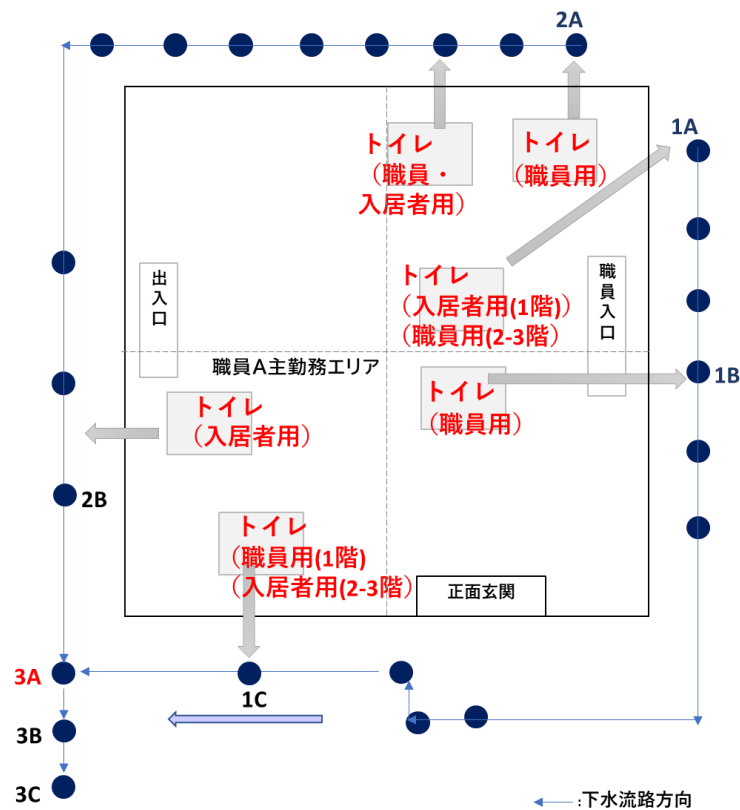 2A
1A
トイレ
（職員・
入居者用）
トイレ
（職員用）
出入口
トイレ
（入居者用(1階)）
（職員用(2-3階）
職員入口
職員A主勤務エリア
トイレ
（職員用）
1B
トイレ
（入居者用）
2B
トイレ
（職員用(1階)
（入居者用(2-3階）
正面玄関
3A
1C
3B
3C
:下水流路方向